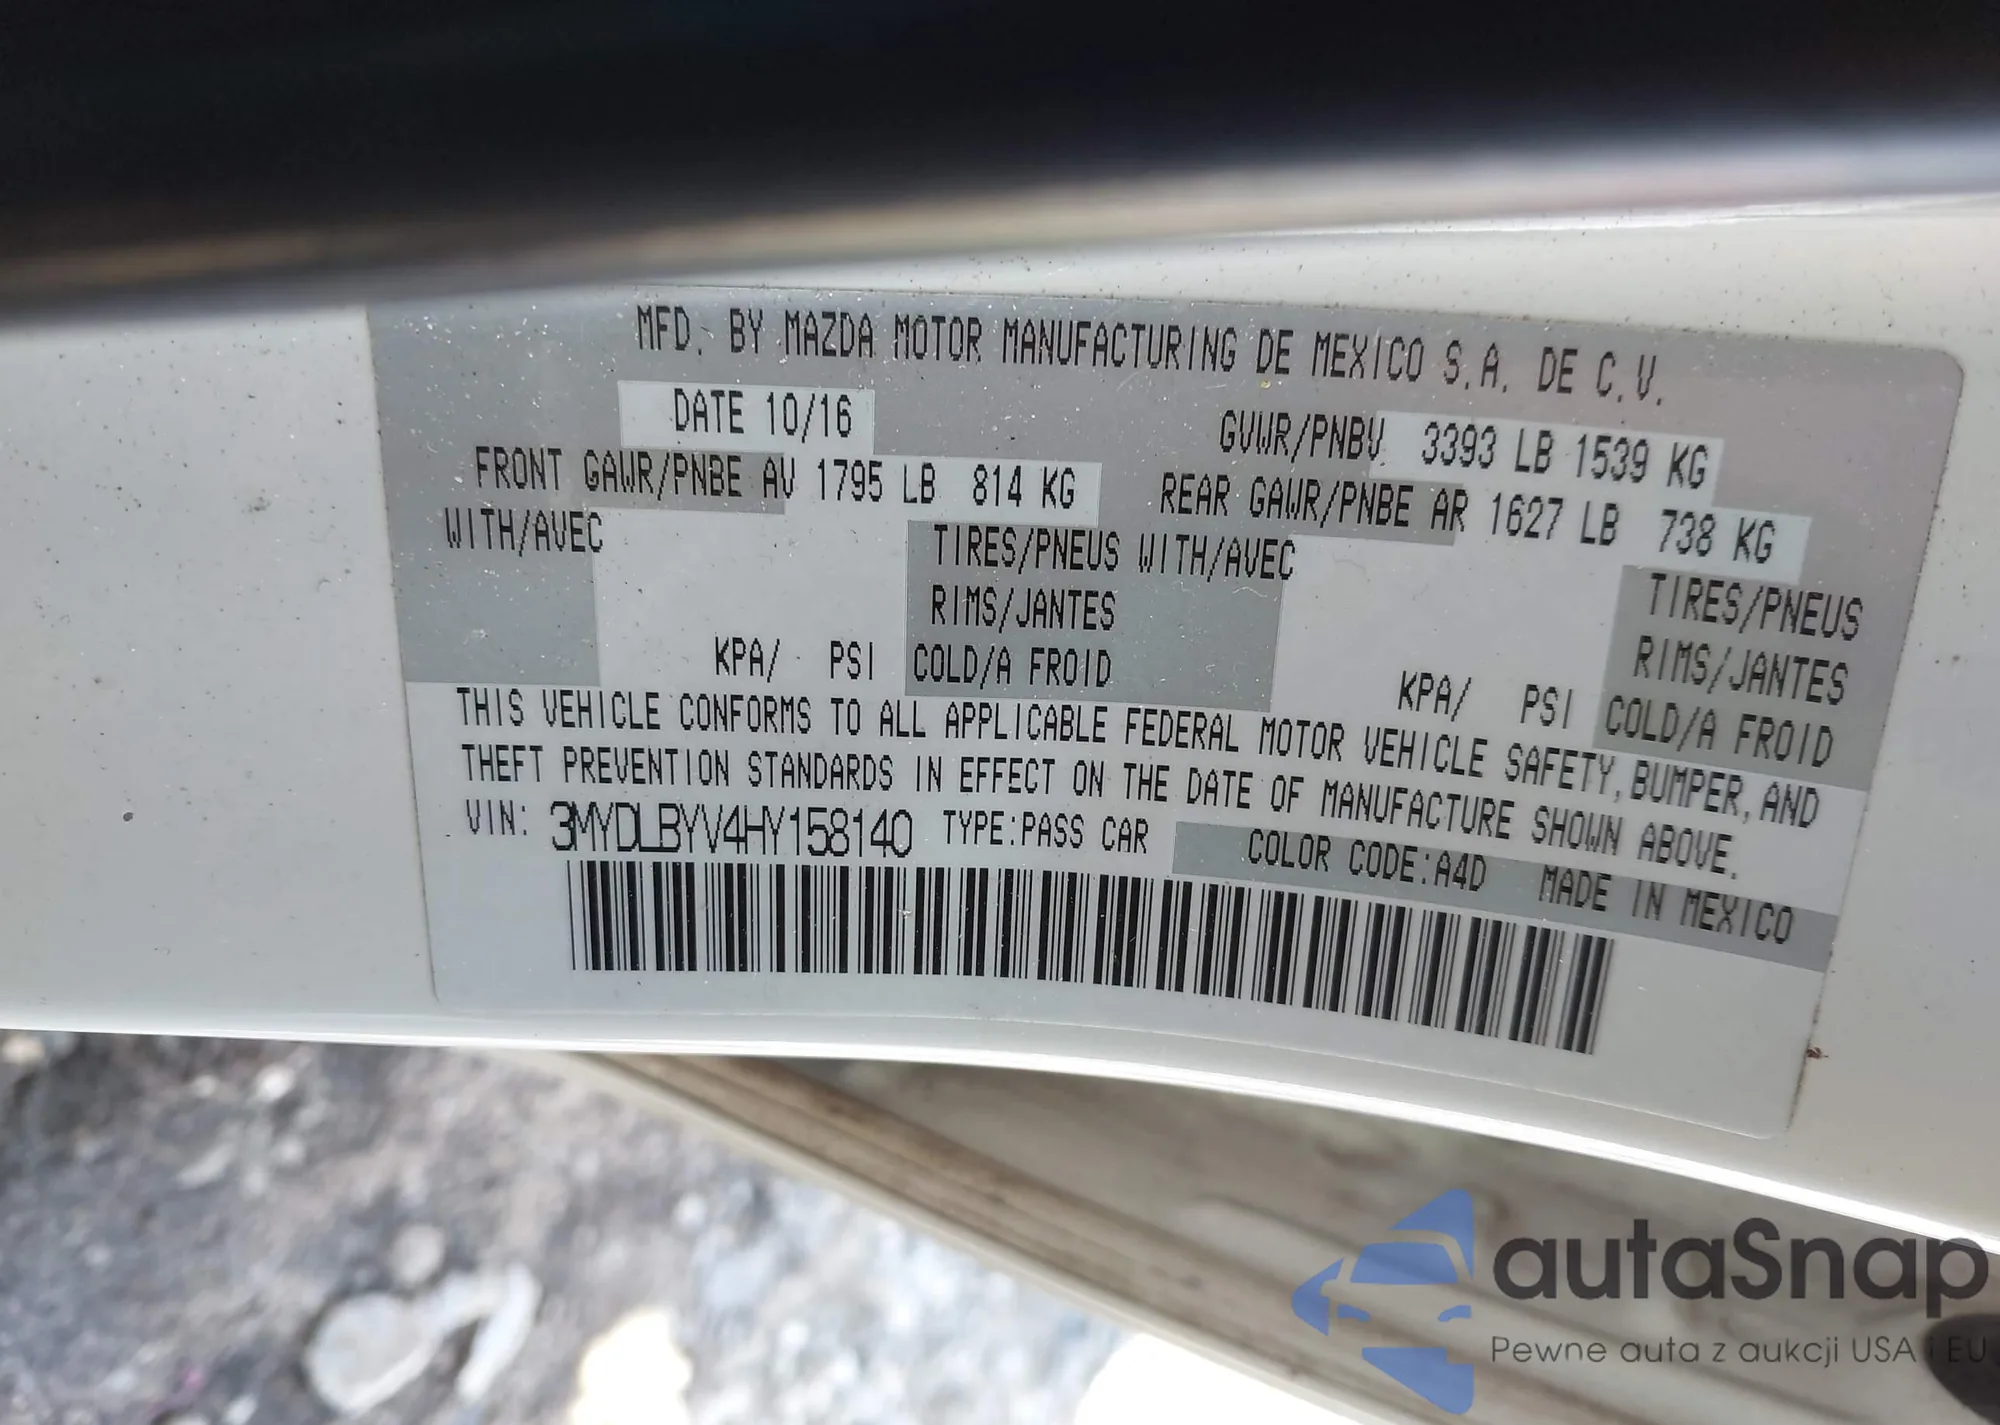 MFD. BY MAZDA MOTOR MANUFACTURING DE MEXICO S.A. DE C.V.
DATE 10/16 GVWR/PNBV 3393 LB 1539 KG
FRONT GAWR/PNBE AV 1795 LB 814 KG REAR GAWR/PNBE AR 1627 LB 738 KG
WITH/AVEC TIRES/PNEUS WITH/AVEC TIRES/PNEUS
RIMS/JANTES RIMS/JANTES
KPA/ PSI COLD/A FROID KPA/ PSI COLD/A FROID
THIS VEHICLE CONFORMS TO ALL APPLICABLE FEDERAL MOTOR VEHICLE SAFETY, BUMPER, AND
THEFT PREVENTION STANDARDS IN EFFECT ON THE DATE OF MANUFACTURE SHOWN ABOVE.
VIN: 3MYDLBYV4HY158140 TYPE:PASS CAR COLOR CODE:A4D MADE IN MEXICO
autaSnap
Pewne auta z aukcji USA i EU